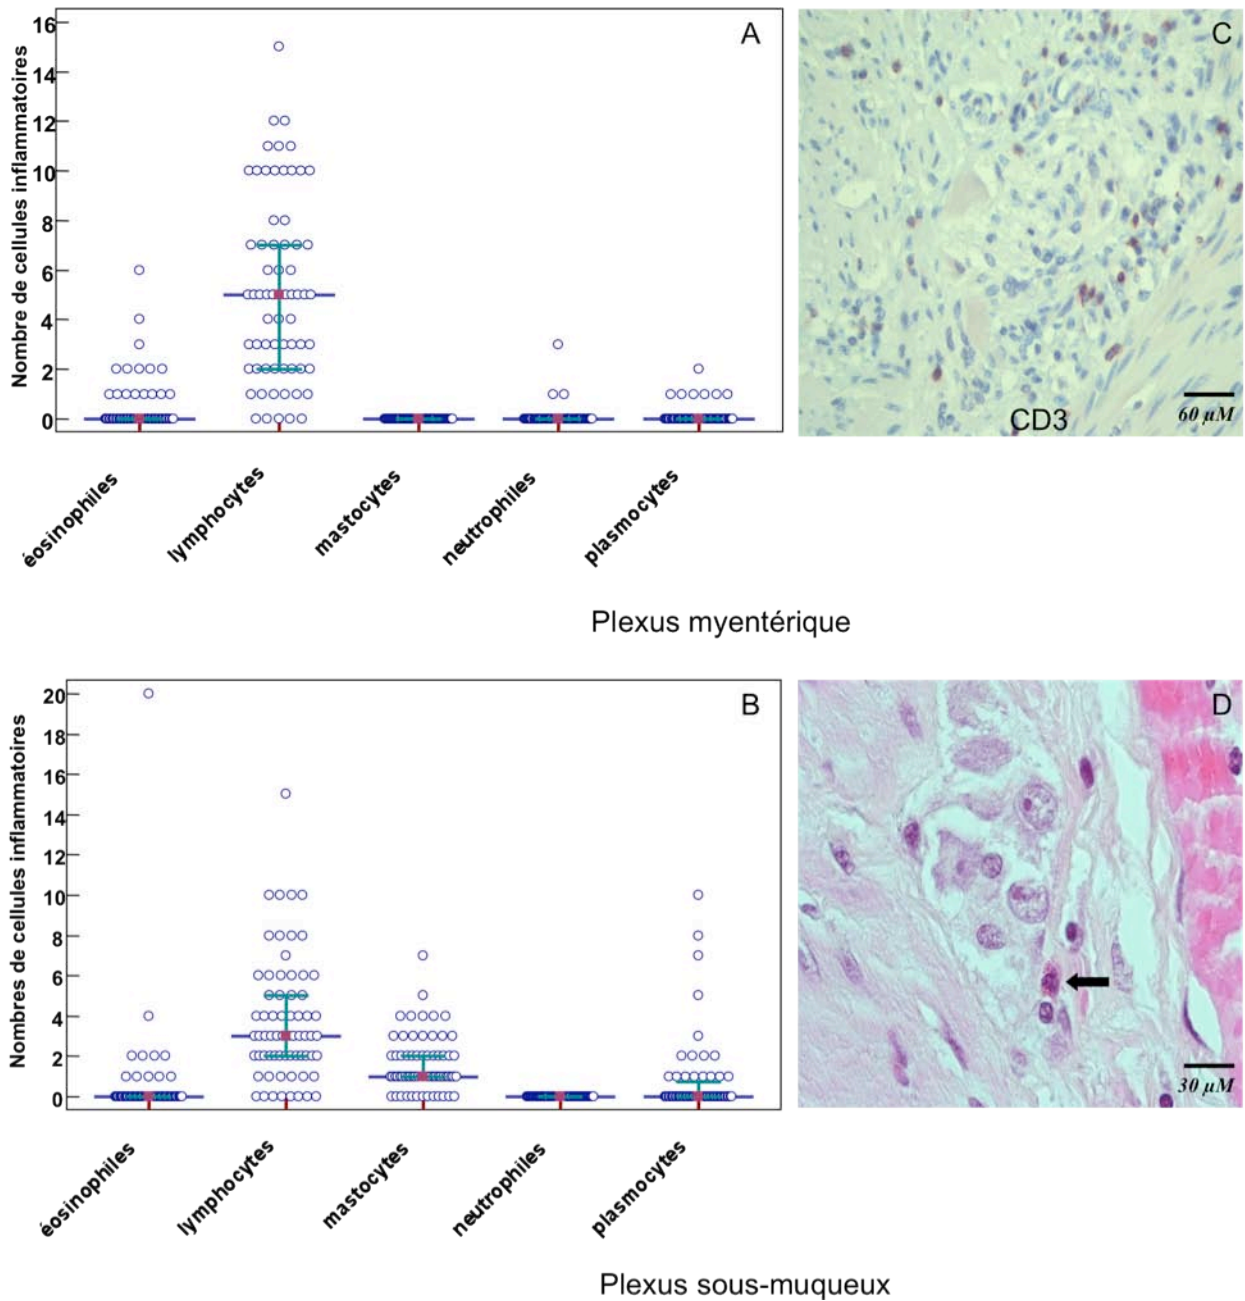 Nombre de cellules inflammatoires
16
14
12
10
8
6
4
2
0
A
éosinophiles
lymphocytes
mastocytes
neutrophiles
plasmocytes
C
CD3
60 µM
Plexus myentérique
Nombres de cellules inflammatoires
20
18
16
14
12
10
8
6
4
2
0
B
éosinophiles
lymphocytes
mastocytes
neutrophiles
plasmocytes
D
30 µM
Plexus sous-muqueux